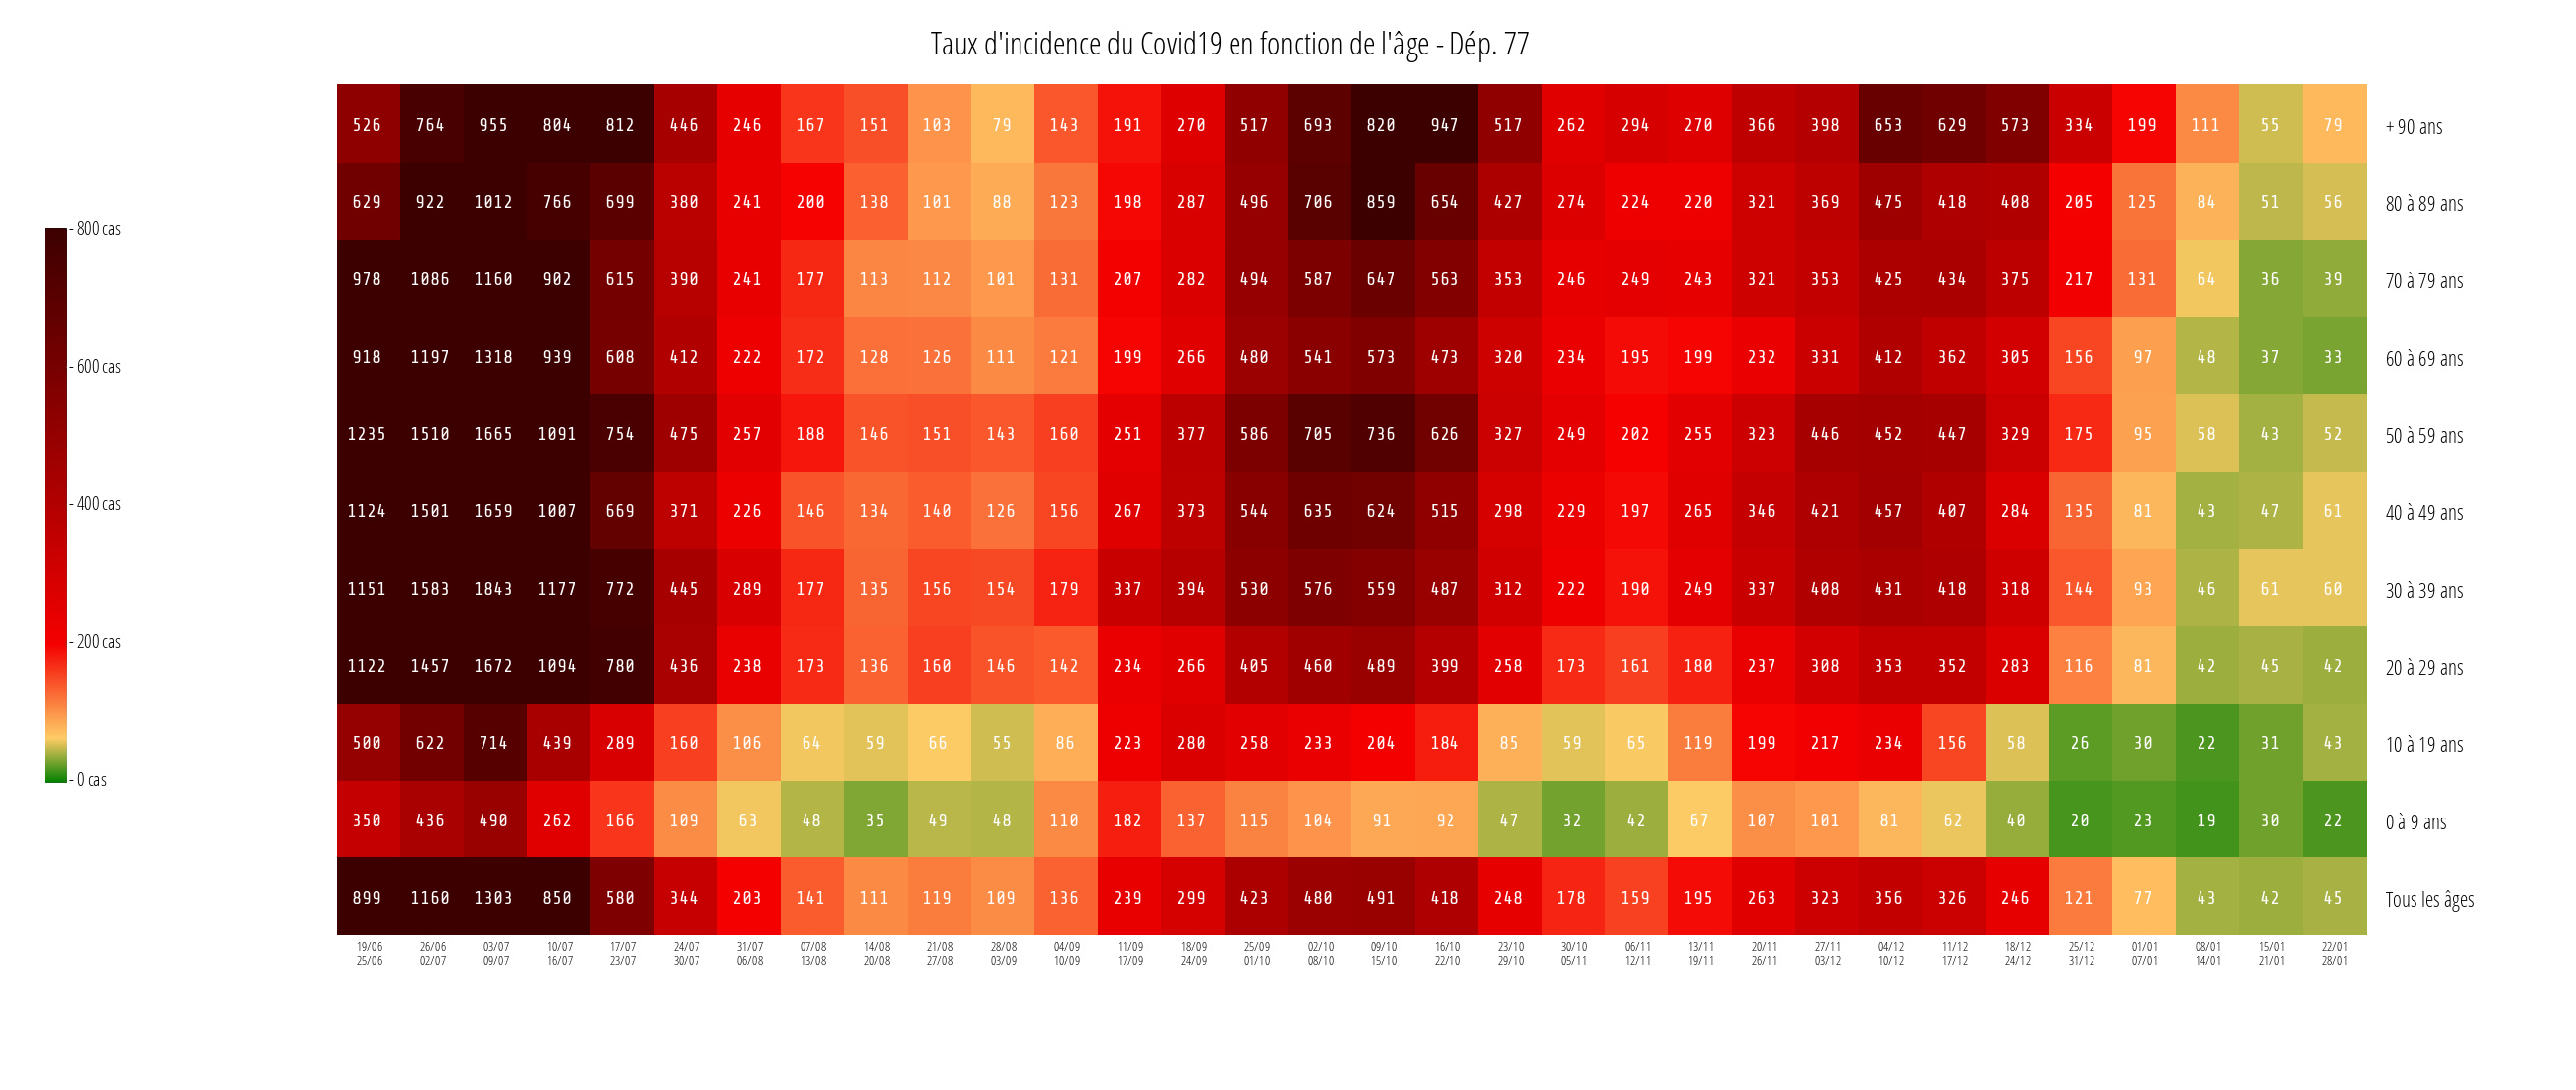 Taux d'incidence du Covid19 en fonction de l'âge - Dép. 77
- 800 cas
- 600 cas
- 400 cas
- 200 cas
- 0 cas
526 764 955 804 812 446 246 167 151 103 79 143 191 270 517 693 820 947 517 262 294 270 366 398 653 629 573 334 199 111 55 79 + 90 ans
629 922 1012 766 699 380 241 200 138 101 88 123 198 287 496 706 859 654 427 274 224 220 321 369 475 418 408 205 125 84 51 56 80 à 89 ans
978 1086 1160 902 615 390 241 177 113 112 101 131 207 282 494 587 647 563 353 246 249 243 321 353 425 434 375 217 131 64 36 39 70 à 79 ans
918 1197 1318 939 608 412 222 172 128 126 111 121 199 266 480 541 573 473 320 234 195 199 232 331 412 362 305 156 97 48 37 33 60 à 69 ans
1235 1510 1665 1091 754 475 257 188 146 151 143 160 251 377 586 705 736 626 327 249 202 255 323 446 452 447 329 175 95 58 43 52 50 à 59 ans
1124 1501 1659 1007 669 371 226 146 134 140 126 156 267 373 544 635 624 515 298 229 197 265 346 421 457 407 284 135 81 43 47 61 40 à 49 ans
1151 1583 1843 1177 772 445 289 177 135 156 154 179 337 394 530 576 559 487 312 222 190 249 337 408 431 418 318 144 93 46 61 60 30 à 39 ans
1122 1457 1672 1094 780 436 238 173 136 160 146 142 234 266 405 460 489 399 258 173 161 180 237 308 353 352 283 116 81 42 45 42 20 à 29 ans
500 622 714 439 289 160 106 64 59 66 55 86 223 280 258 233 204 184 85 59 65 119 199 217 234 156 58 26 30 22 31 43 10 à 19 ans
350 436 490 262 166 109 63 48 35 49 48 110 182 137 115 104 91 92 47 32 42 67 107 101 81 62 40 20 23 19 30 22 0 à 9 ans
899 1160 1303 850 580 344 203 141 111 119 109 136 239 299 423 480 491 418 248 178 159 195 263 323 356 326 246 121 77 43 42 45 Tous les âges
19/06 26/06 03/07 10/07 17/07 24/07 31/07 07/08 14/08 21/08 28/08 04/09 11/09 18/09 25/09 02/10 09/10 16/10 23/10 30/10 06/11 13/11 20/11 27/11 04/12 11/12 18/12 25/12 01/01 08/01 15/01 22/01
25/06 02/07 09/07 16/07 23/07 30/07 06/08 13/08 20/08 27/08 03/09 10/09 17/09 24/09 01/10 08/10 15/10 22/10 29/10 05/11 12/11 19/11 26/11 03/12 10/12 17/12 24/12 31/12 07/01 14/01 21/01 28/01